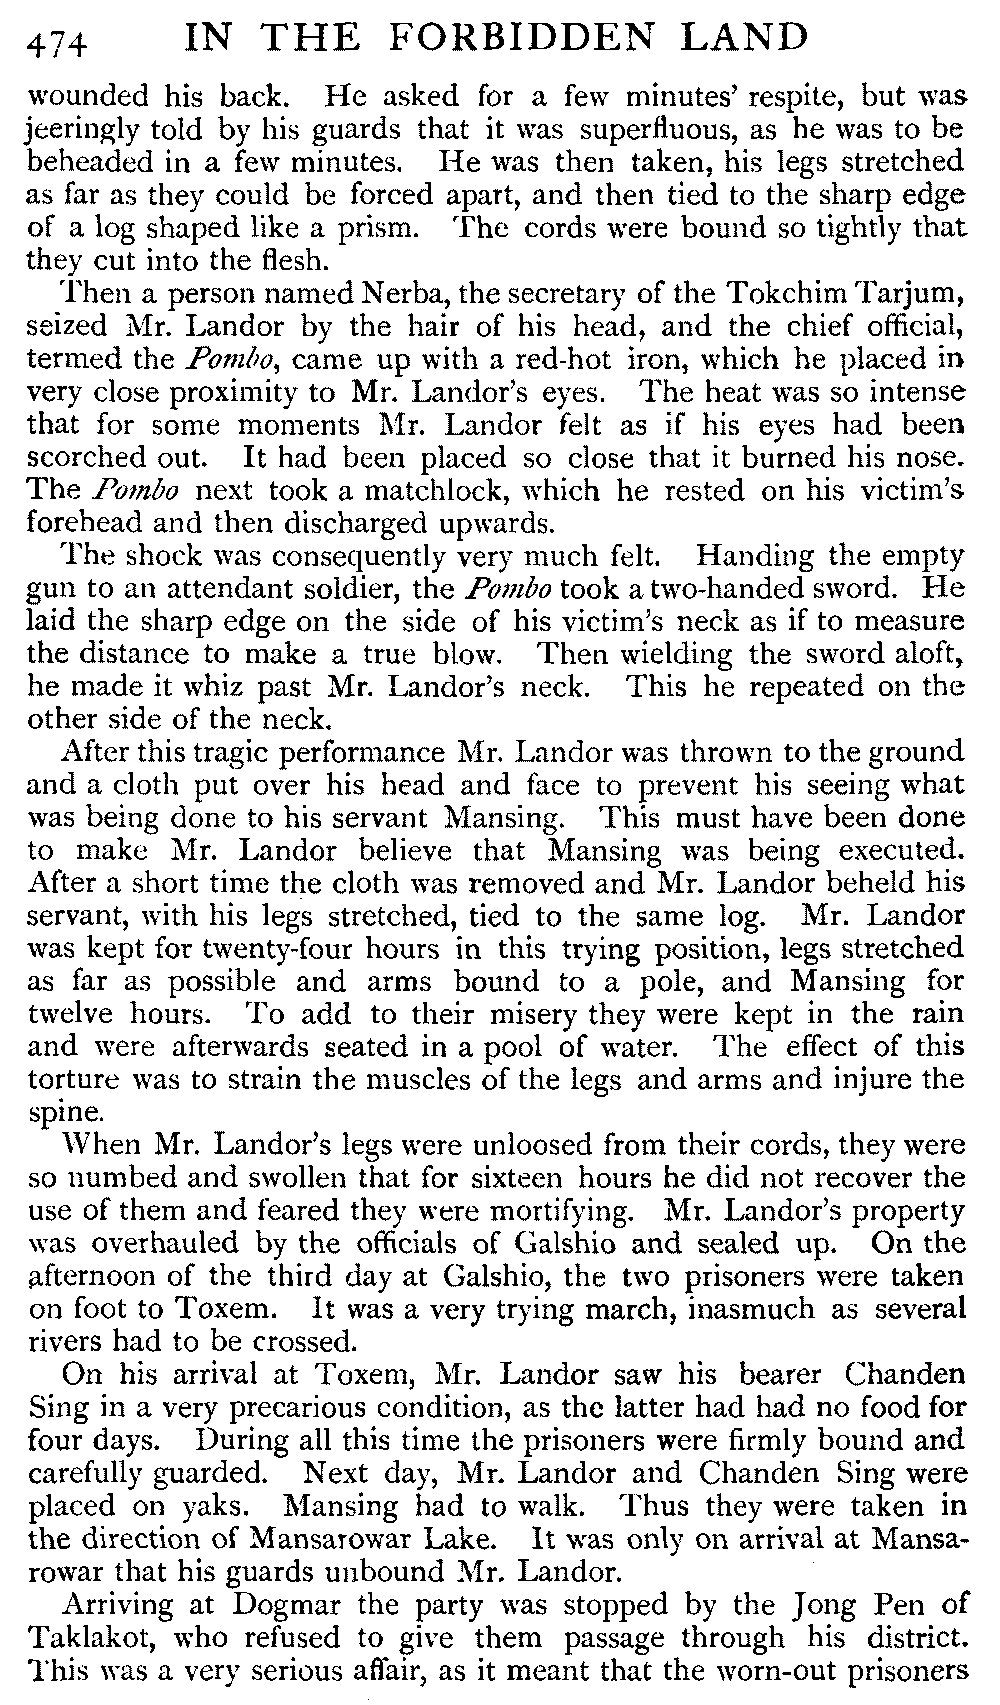 474 IN THE FORBIDDEN LAND
wounded his back. He asked for a few minutes' respite, but was
jeeringly told by his guards that it was superfluous, as he was to be
beheaded in a few minutes. He was then taken, his legs stretched
as far as they could be forced apart, and then tied to the sharp edge
of a log shaped like a prism. The cords were bound so tightly that
they cut into the flesh.
Then a person named Nerba, the secretary of the Tokchim Tarjum,
seized Mr. Landor by the hair of his head, and the chief official,
termed the Pombo, came up with a red-hot iron, which he placed in
very close proximity to Mr. Landor's eyes. The heat was so intense
that for some moments Mr. Landor felt as if his eyes had been
scorched out. It had been placed so close that it burned his nose.
The Pombo next took a matchlock, which he rested on his victim's
forehead and then discharged upwards.
The shock was consequently very much felt. Handing the empty
gun to an attendant soldier, the Pombo took a two-handed sword. He
laid the sharp edge on the side of his victim's neck as if to measure
the distance to make a true blow. Then wielding the sword aloft,
he made it whiz past Mr. Landor's neck. This he repeated on the
other side of the neck.
After this tragic performance Mr. Landor was thrown to the ground
and a cloth put over his head and face to prevent his seeing what
was being done to his servant Mansing. This must have been done
to make Mr. Landor believe that Mansing was being executed.
After a short time the cloth was removed and Mr. Landor beheld his
servant, with his legs stretched, tied to the same log. Mr. Landor
was kept for twenty-four hours in this trying position, legs stretched
as far as possible and arms bound to a pole, and Mansing for
twelve hours. To add to their misery they were kept in the rain
and were afterwards seated in a pool of water. The effect of this
torture was to strain the muscles of the legs and arms and injure the
spine.
When Mr. Landor's legs were unloosed from their cords, they were
so numbed and swollen that for sixteen hours he did not recover the
use of them and feared they were mortifying. Mr. Landor's property
was overhauled by the officials of Galshio and sealed up. On the
afternoon of the third day at Galshio, the two prisoners were taken
on foot to Toxem. It was a very trying march, inasmuch as several
rivers had to be crossed.
On his arrival at Toxem, Mr. Landor saw his bearer Chanden
Sing in a very precarious condition, as the latter had had no food for
four days. During all this time the prisoners were firmly bound and
carefully guarded. Next day, Mr. Landor and Chanden Sing were
placed on yaks. Mansing had to walk. Thus they were taken in
the direction of Mansarowar Lake. It was only on arrival at Mansa-
rowar that his guards unbound Mr. Landor.
Arriving at Dogmar the party was stopped by the Jong Pen of
Taklakot, who refused to give them passage through his district.
This was a very serious affair, as it meant that the worn-out prisoners